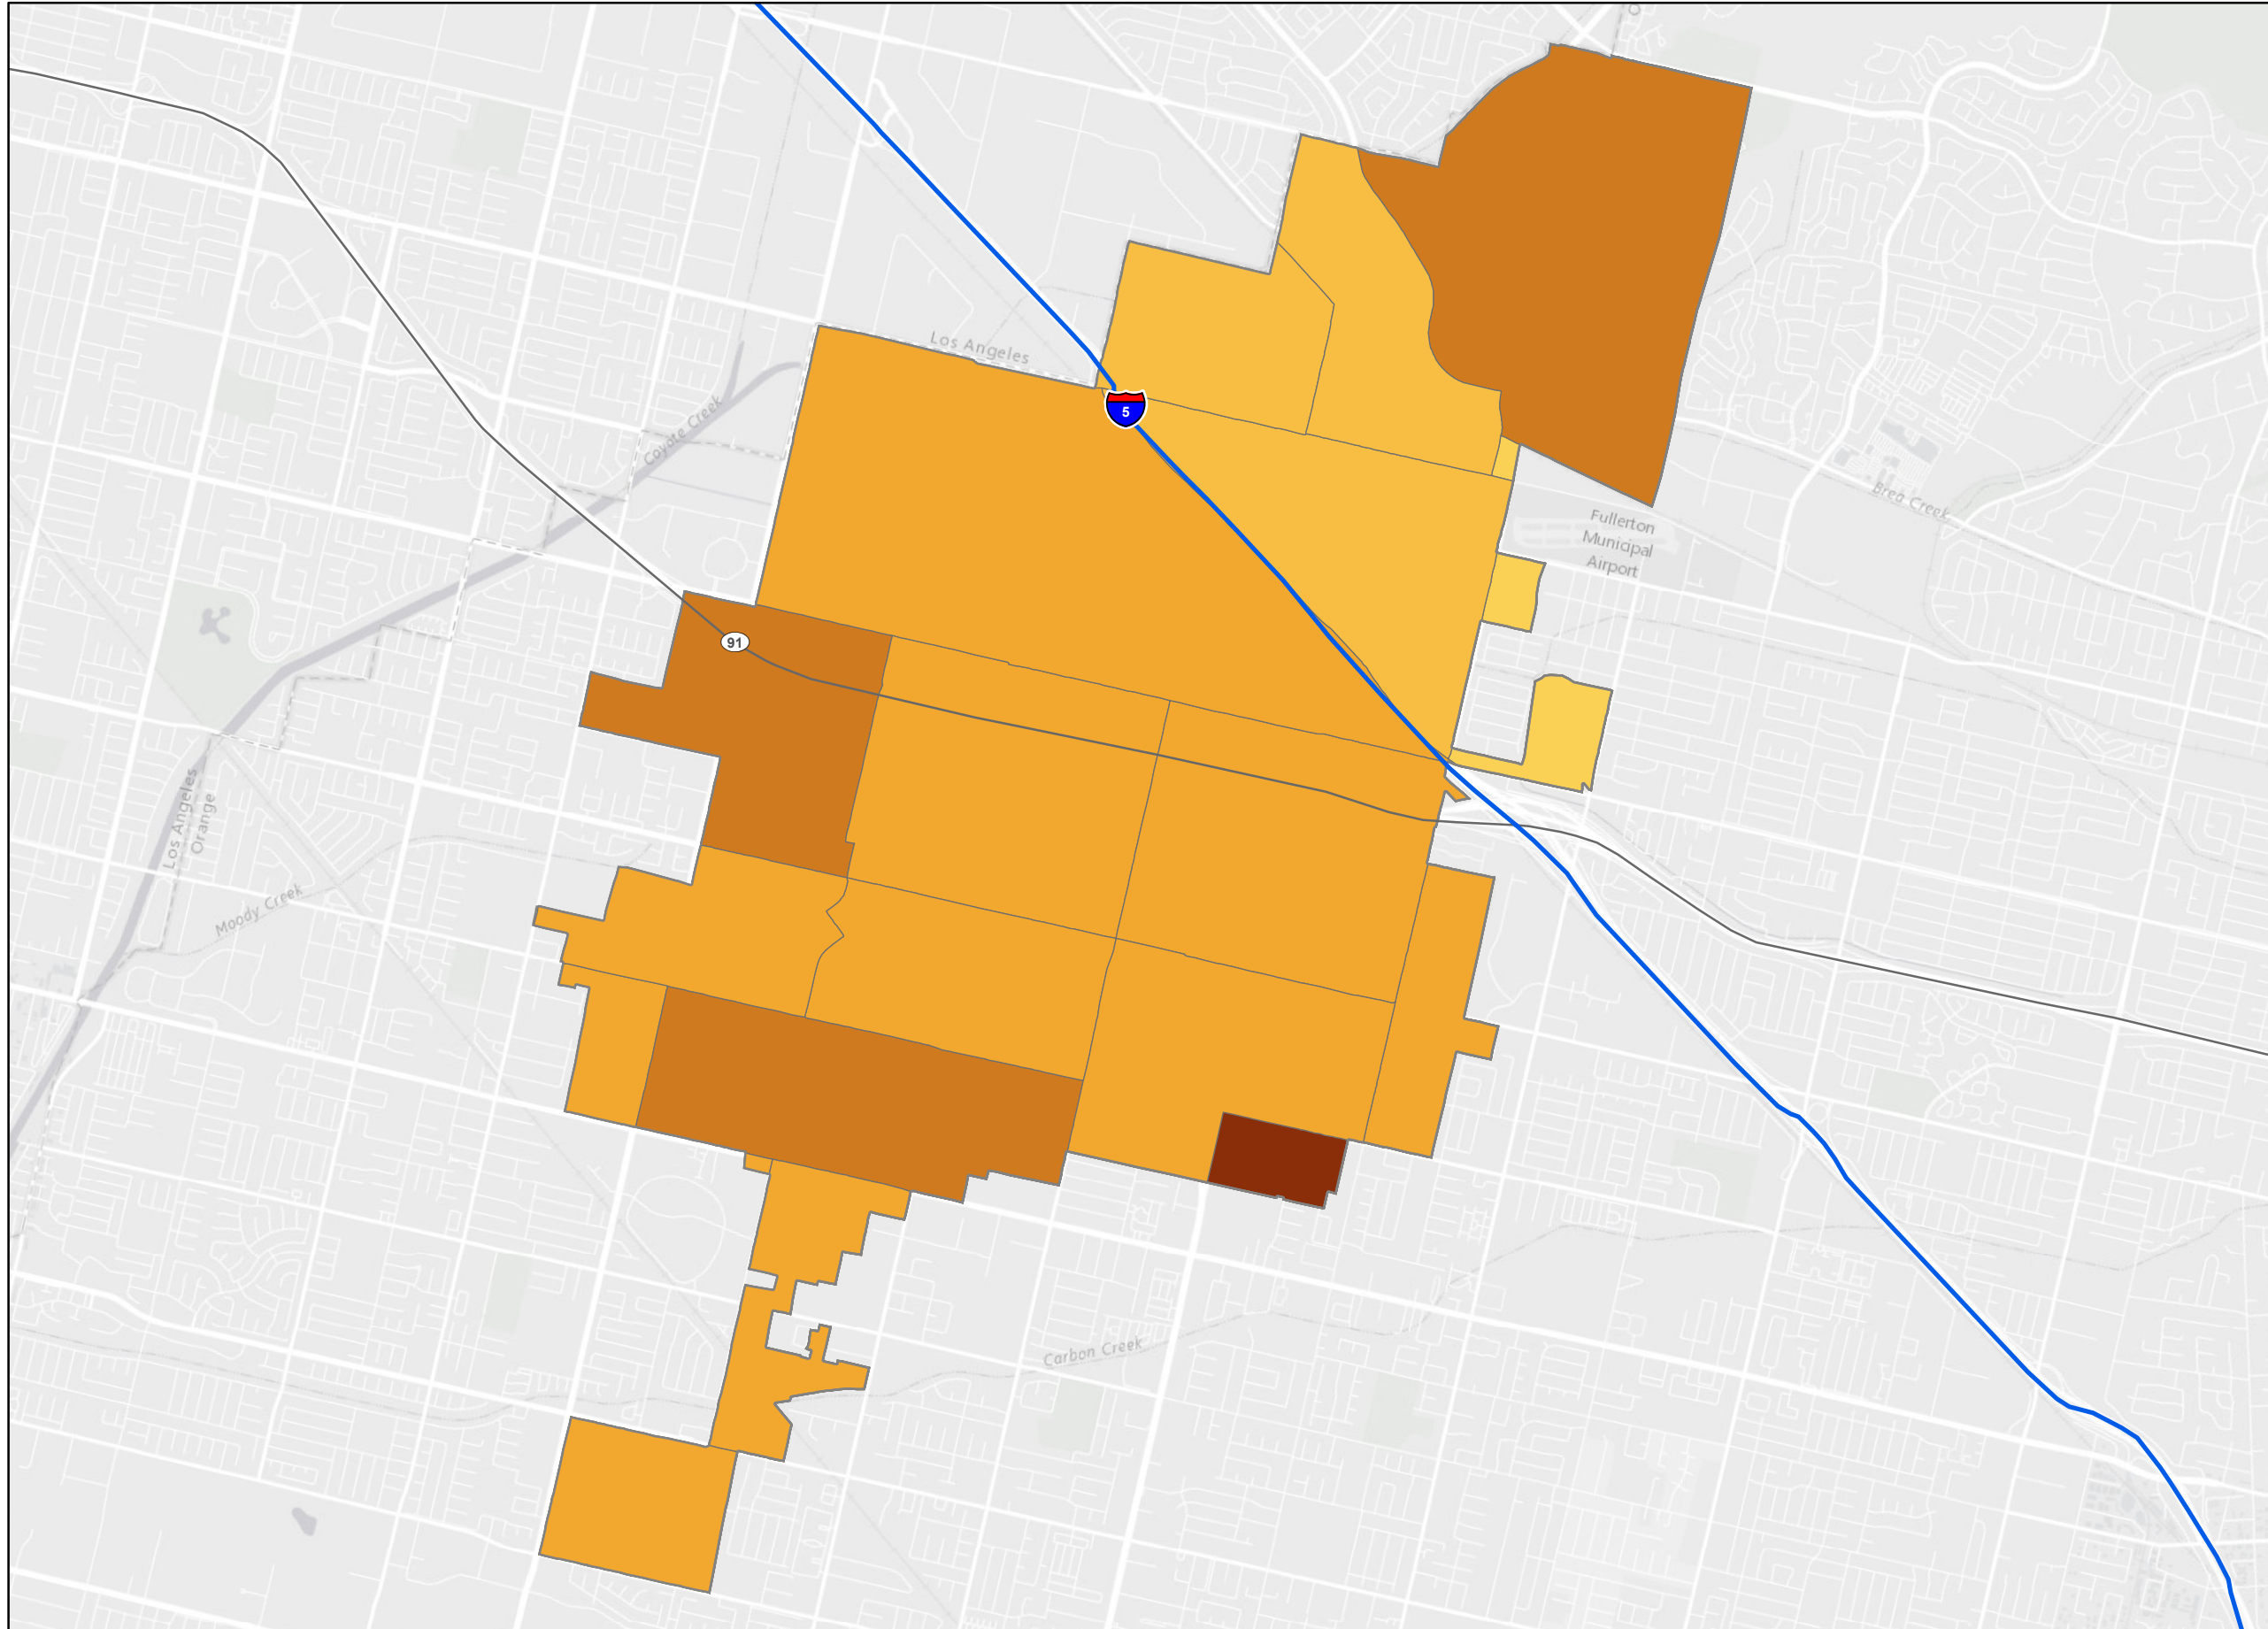 Los Angeles
5
Coyote Creek
Fullerton
Municipal
Airport
Brea Creek
91
Los Angeles
Orange
Moody Creek
Carbon Creek